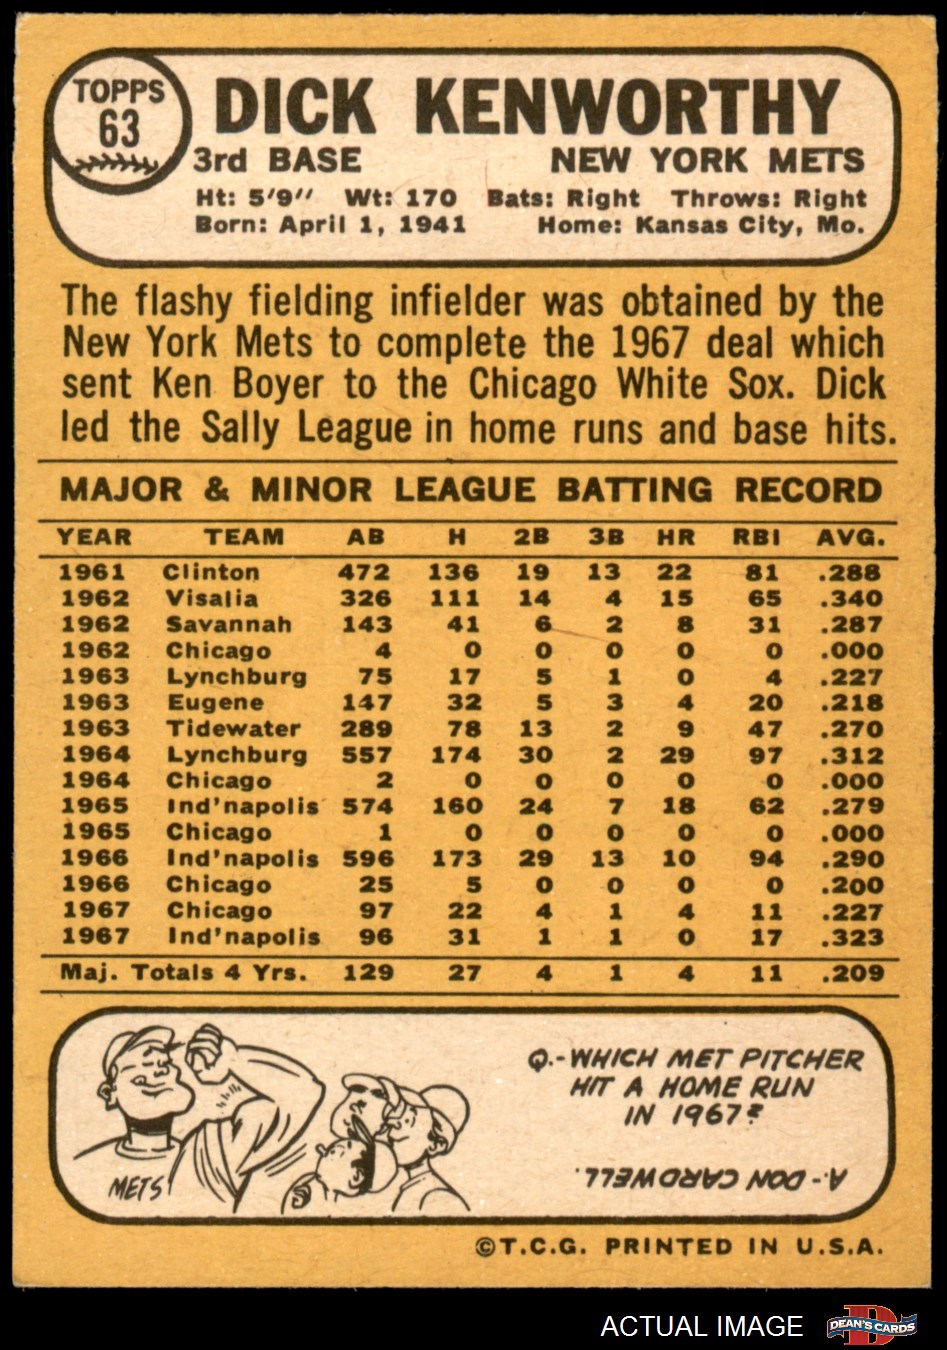 TOPPS
63
DICK KENWORTHY
3rd BASE NEW YORK METS
Ht: 5'9" Wt: 170 Bats: Right Throws: Right
Born: April 1, 1941 Home: Kansas City, Mo.
The flashy fielding infielder was obtained by the
New York Mets to complete the 1967 deal which
sent Ken Boyer to the Chicago White Sox. Dick
led the Sally League in home runs and base hits.
MAJOR & MINOR LEAGUE BATTING RECORD
YEAR TEAM AB H 2B 3B HR RBI AVG.
1961 Clinton 472 136 19 13 22 81 .288
1962 Visalia 326 111 14 4 15 65 .340
1962 Savannah 143 41 6 2 8 31 .287
1962 Chicago 4 0 0 0 0 0 .000
1963 Lynchburg 75 17 5 1 0 4 .227
1963 Eugene 147 32 5 3 4 20 .218
1963 Tidewater 289 78 13 2 9 47 .270
1964 Lynchburg 557 174 30 2 29 97 .312
1964 Chicago 2 0 0 0 0 0 .000
1965 Ind'napolis 574 160 24 7 18 62 .279
1965 Chicago 1 0 0 0 0 0 .000
1966 Ind'napolis 596 173 29 13 10 94 .290
1966 Chicago 25 5 0 0 0 0 .200
1967 Chicago 97 22 4 1 4 11 .227
1967 Ind'napolis 96 31 1 1 0 17 .323
Maj. Totals 4 Yrs. 129 27 4 1 4 11 .209
METS
Q.-WHICH MET PITCHER
HIT A HOME RUN
IN 1967?
A.-DON CARDWELL.
©T.C.G. PRINTED IN U.S.A.
ACTUAL IMAGE
D
DEAN'S CARDS